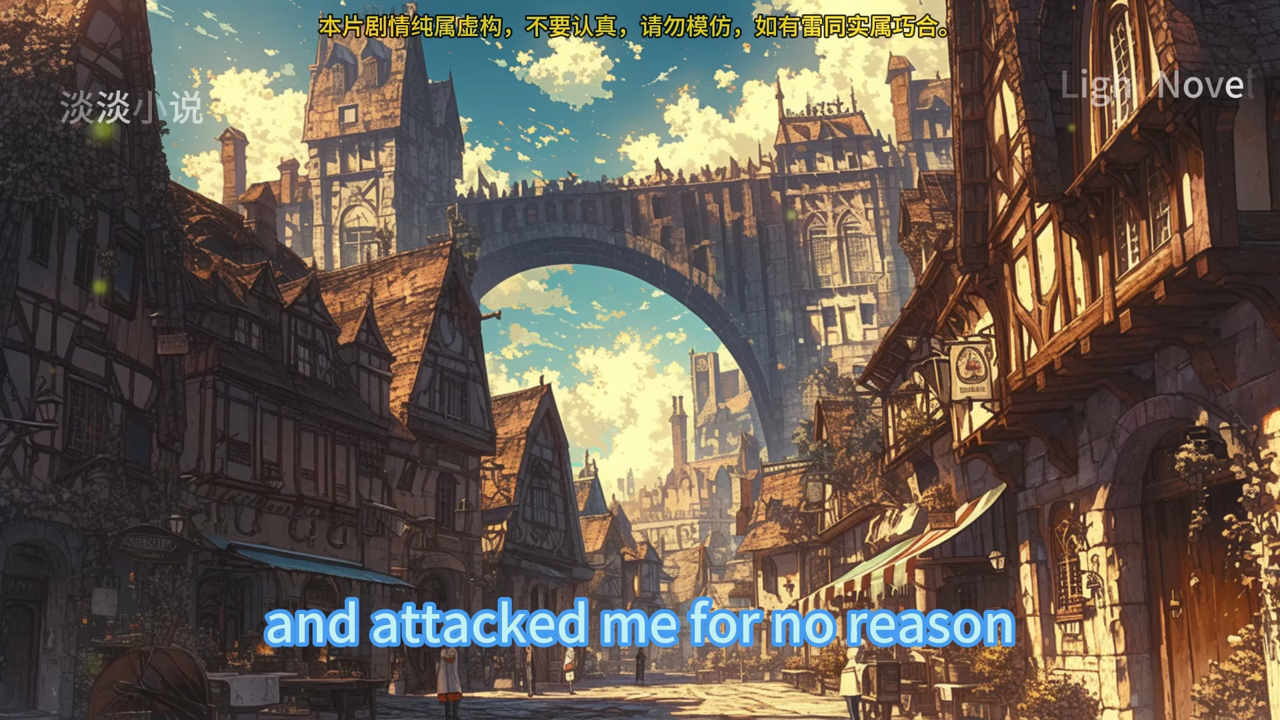 本片剧情纯属虚构，不要认真，请勿模仿，如有雷同实属巧合。
淡淡小说
Light Novel
and attacked me for no reason